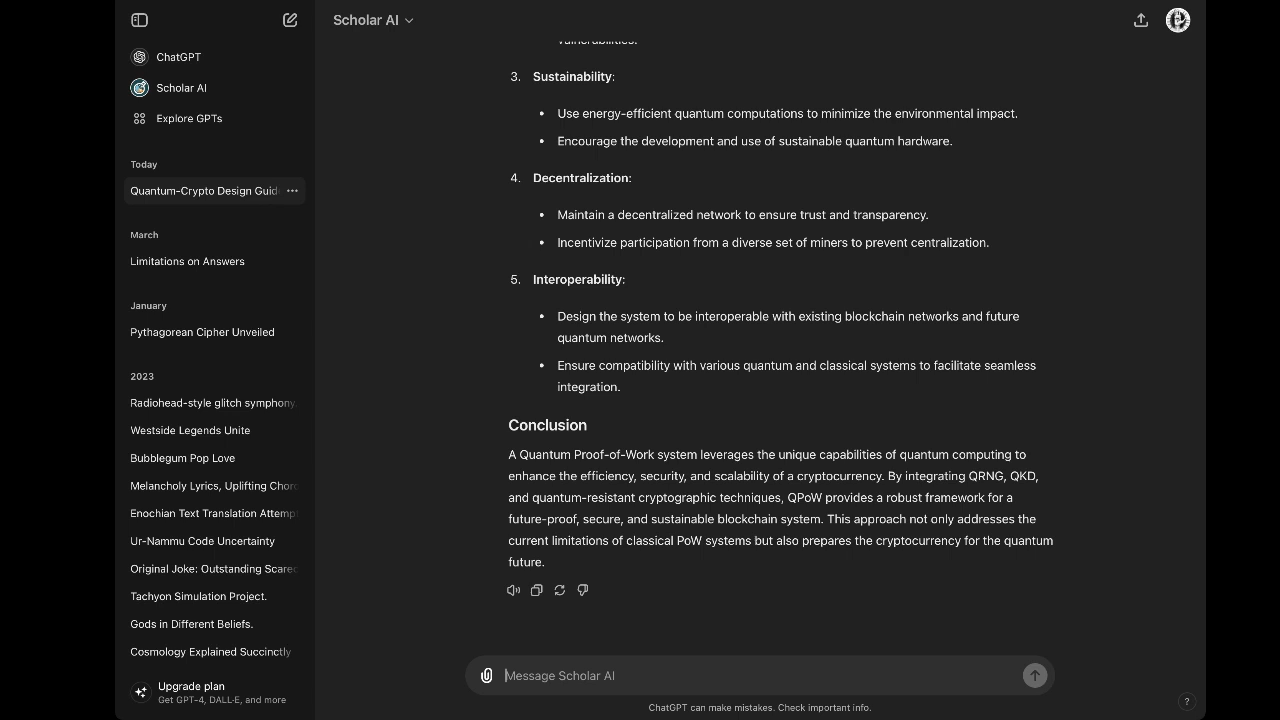 Scholar AI
ChatGPT
Scholar AI
Explore GPTs
Today
Quantum-Crypto Design Guid
March
Limitations on Answers
January
Pythagorean Cipher Unveiled
2023
Radiohead-style glitch symphony.
Westside Legends Unite
Bubblegum Pop Love
Melancholy Lyrics, Uplifting Chor
Enochian Text Translation Attemp
Ur-Nammu Code Uncertainty
Original Joke: Outstanding Scarec
Tachyon Simulation Project.
Gods in Different Beliefs.
Cosmology Explained Succinctly
Upgrade plan
Get GPT-4, DALL·E, and more
vulnerabilities.
3. Sustainability:
• Use energy-efficient quantum computations to minimize the environmental impact.
• Encourage the development and use of sustainable quantum hardware.
4. Decentralization:
• Maintain a decentralized network to ensure trust and transparency.
• Incentivize participation from a diverse set of miners to prevent centralization.
5. Interoperability:
• Design the system to be interoperable with existing blockchain networks and future
quantum networks.
• Ensure compatibility with various quantum and classical systems to facilitate seamless
integration.
Conclusion
A Quantum Proof-of-Work system leverages the unique capabilities of quantum computing to
enhance the efficiency, security, and scalability of a cryptocurrency. By integrating QRNG, QKD,
and quantum-resistant cryptographic techniques, QPoW provides a robust framework for a
future-proof, secure, and sustainable blockchain system. This approach not only addresses the
current limitations of classical PoW systems but also prepares the cryptocurrency for the quantum
future.
Message Scholar AI
ChatGPT can make mistakes. Check important info.
?